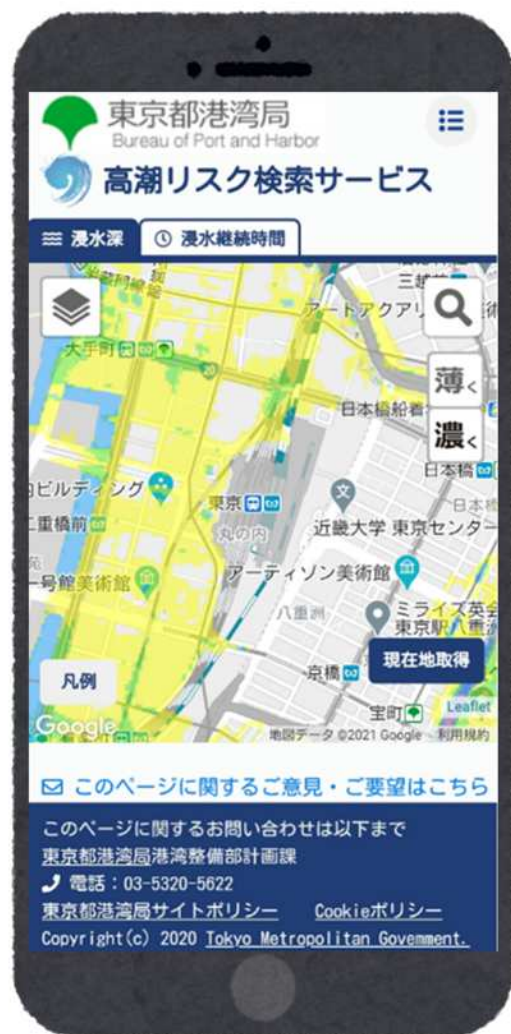 東京都港湾局
Bureau of Port and Harbor
高潮リスク検索サービス
浸水深
浸水継続時間
三越前
アートアクアリ
大手町
薄<
濃<
日本橋船着
日本橋
ビルディング
二重橋前
東京
丸の内
近畿大学 東京センター
一号館美術館
アーティゾン美術館
八重洲
ミライズ英会
東京駅八重洲
現在地取得
京橋
凡例
宝町
Leaflet
Google
地図データ ©2021 Google
利用規約
このページに関するご意見・ご要望はこちら
このページに関するお問い合わせは以下まで
東京都港湾局港湾整備部計画課
電話：03-5320-5622
東京都港湾局サイトポリシー Cookieポリシー
Copyright(c) 2020 Tokyo Metropolitan Govemment.